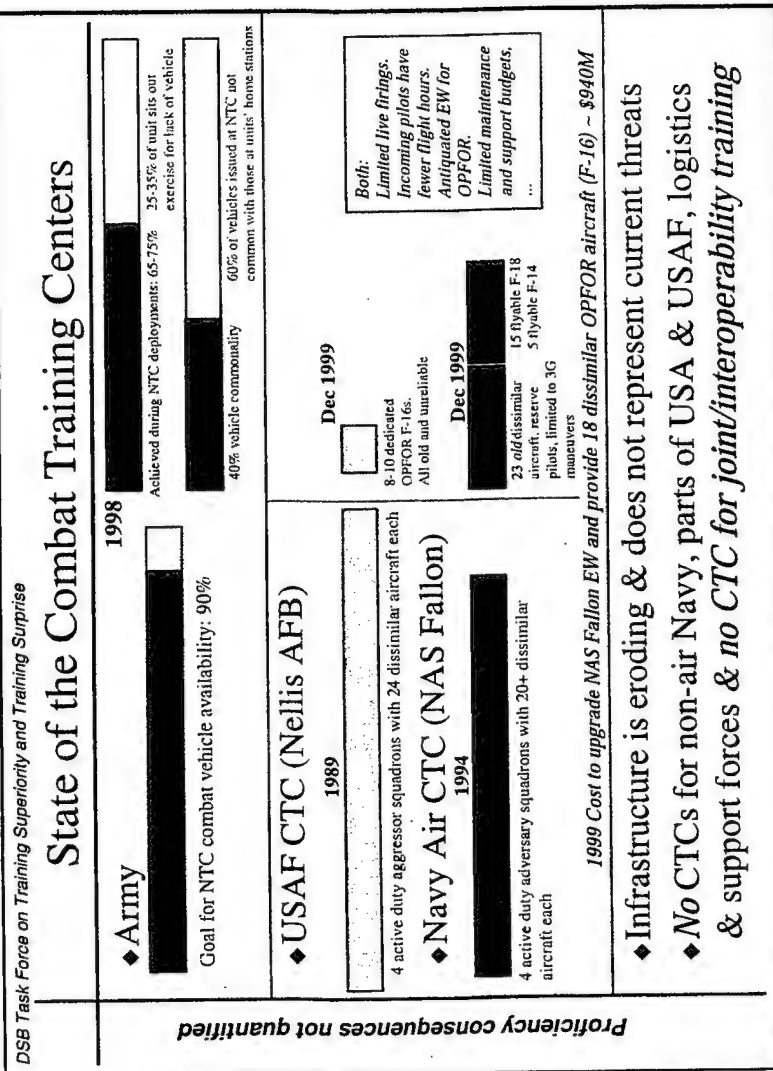 DSB Task Force on Training Superiority and Training Surprise
State of the Combat Training Centers
Proficiency consequences not quantified
◆Army
Goal for NTC combat vehicle availability: 90%
1998
Achieved during NTC deployments: 65-75%
25-35% of unit sits out
exercise for lack of vehicle
40% vehicle commonality
60% of vehicles issued at NTC not
common with those at units' home stations
◆USAF CTC (Nellis AFB)
1989
4 active duty aggressor squadrons with 24 dissimilar aircraft each
Dec 1999
8-10 dedicated
OPFOR F-16s.
All old and unreliable
◆Navy Air CTC (NAS Fallon)
1994
4 active duty adversary squadrons with 20+ dissimilar
aircraft each
Dec 1999
23 old dissimilar
aircraft, reserve
pilots, limited to 3G
maneuvers
15 flyable F-18
5 flyable F-14
Both:
Limited live firings.
Incoming pilots have
fewer flight hours.
Antiquated EW for
OPFOR.
Limited maintenance
and support budgets,
...
1999 Cost to upgrade NAS Fallon EW and provide 18 dissimilar OPFOR aircraft (F-16) ~ $940M
◆Infrastructure is eroding & does not represent current threats
◆No CTCs for non-air Navy, parts of USA & USAF, logistics
& support forces & no CTC for joint/interoperability training